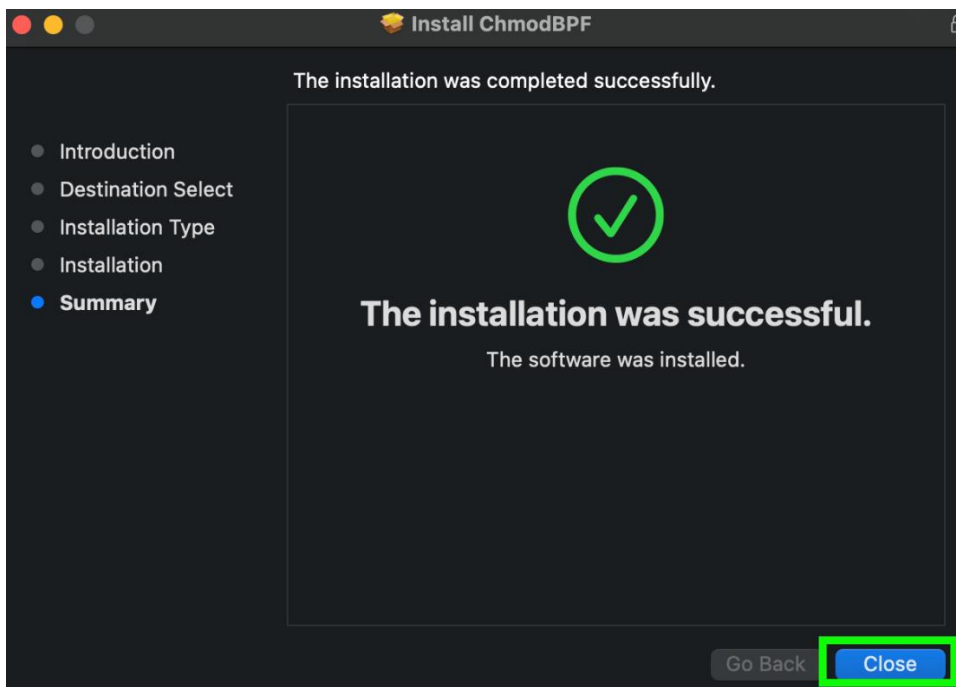 Install ChmodBPF
The installation was completed successfully.
Introduction
Destination Select
Installation Type
Installation
Summary
The installation was successful.
The software was installed.
Go Back
Close